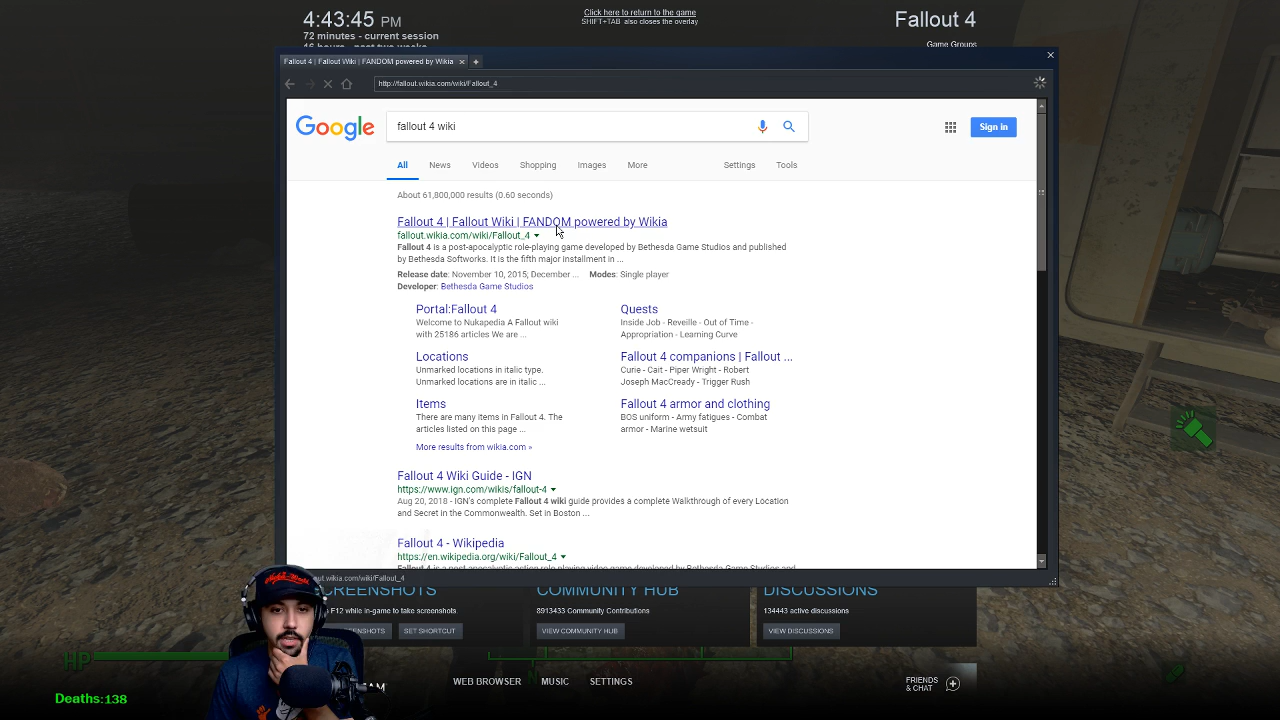 4:43:45 PM
72 minutes - current session
Click here to return to the game
SHIFT+TAB also closes the overlay
Fallout 4
Game Groups
Fallout 4 | Fallout Wiki | FANDOM powered by Wikia
http://fallout.wikia.com/wiki/Fallout_4
Google
fallout 4 wiki
Sign in
All News Videos Shopping Images More Settings Tools
About 61,800,000 results (0.60 seconds)
Fallout 4 | Fallout Wiki | FANDOM powered by Wikia
fallout.wikia.com/wiki/Fallout_4
Fallout 4 is a post-apocalyptic role-playing game developed by Bethesda Game Studios and published
by Bethesda Softworks. It is the fifth major installment in ...
Release date: November 10, 2015; December ... Modes: Single player
Developer: Bethesda Game Studios
Portal:Fallout 4
Welcome to Nukapedia A Fallout wiki
with 25186 articles We are ...
Quests
Inside Job - Reveille - Out of Time -
Appropriation - Learning Curve
Locations
Unmarked locations in italic type.
Unmarked locations are in italic ...
Fallout 4 companions | Fallout ...
Curie - Cait - Piper Wright - Robert
Joseph MacCready - Trigger Rush
Items
There are many items in Fallout 4. The
articles listed on this page ...
Fallout 4 armor and clothing
BOS uniform - Army fatigues - Combat
armor - Marine wetsuit
More results from wikia.com »
Fallout 4 Wiki Guide - IGN
https://www.ign.com/wikis/fallout-4
Aug 20, 2018 - IGN's complete Fallout 4 wiki guide provides a complete Walkthrough of every Location
and Secret in the Commonwealth. Set in Boston ...
Fallout 4 - Wikipedia
https://en.wikipedia.org/wiki/Fallout_4
out.wikia.com/wiki/Fallout_4
SCREENSHOTS
F12 while in-game to take screenshots
SHOTS SET SHORTCUT
COMMUNITY HUB
8913433 Community Contributions
VIEW COMMUNITY HUB
DISCUSSIONS
134443 active discussions
VIEW DISCUSSIONS
HP
WEB BROWSER MUSIC SETTINGS
FRIENDS
& CHAT
Deaths:138